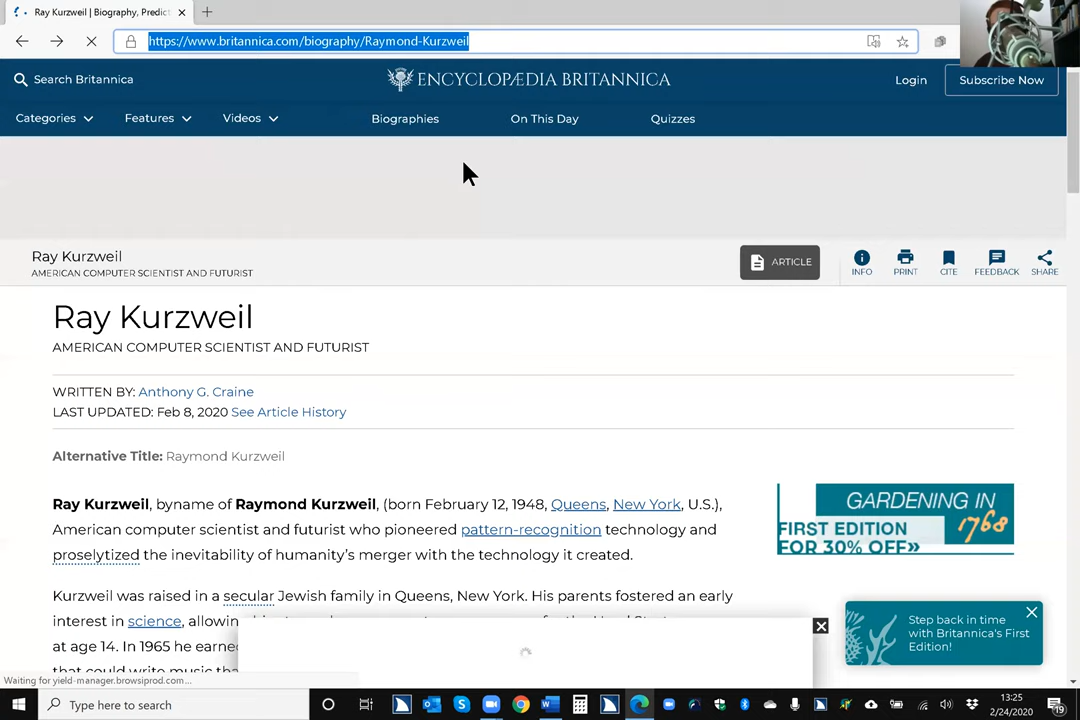 Ray Kurzweil | Biography, Predict
https://www.britannica.com/biography/Raymond-Kurzweil
Search Britannica
ENCYCLOPÆDIA BRITANNICA
Login
Subscribe Now
Categories
Features
Videos
Biographies
On This Day
Quizzes
Ray Kurzweil
AMERICAN COMPUTER SCIENTIST AND FUTURIST
ARTICLE
INFO
PRINT
CITE
FEEDBACK
SHARE
Ray Kurzweil
AMERICAN COMPUTER SCIENTIST AND FUTURIST
WRITTEN BY: Anthony G. Craine
LAST UPDATED: Feb 8, 2020 See Article History
Alternative Title: Raymond Kurzweil
Ray Kurzweil, byname of Raymond Kurzweil, (born February 12, 1948, Queens, New York, U.S.),
American computer scientist and futurist who pioneered pattern-recognition technology and
proselytized the inevitability of humanity's merger with the technology it created.
GARDENING IN
FIRST EDITION 1768
FOR 30% OFF»
Kurzweil was raised in a secular Jewish family in Queens, New York. His parents fostered an early
interest in science, allowin
at age 14. In 1965 he earne
that could write music th
Step back in time
with Britannica's First
Edition!
Waiting for yield-manager.browsiprod.com...
Type here to search
13:25
2/24/2020
19